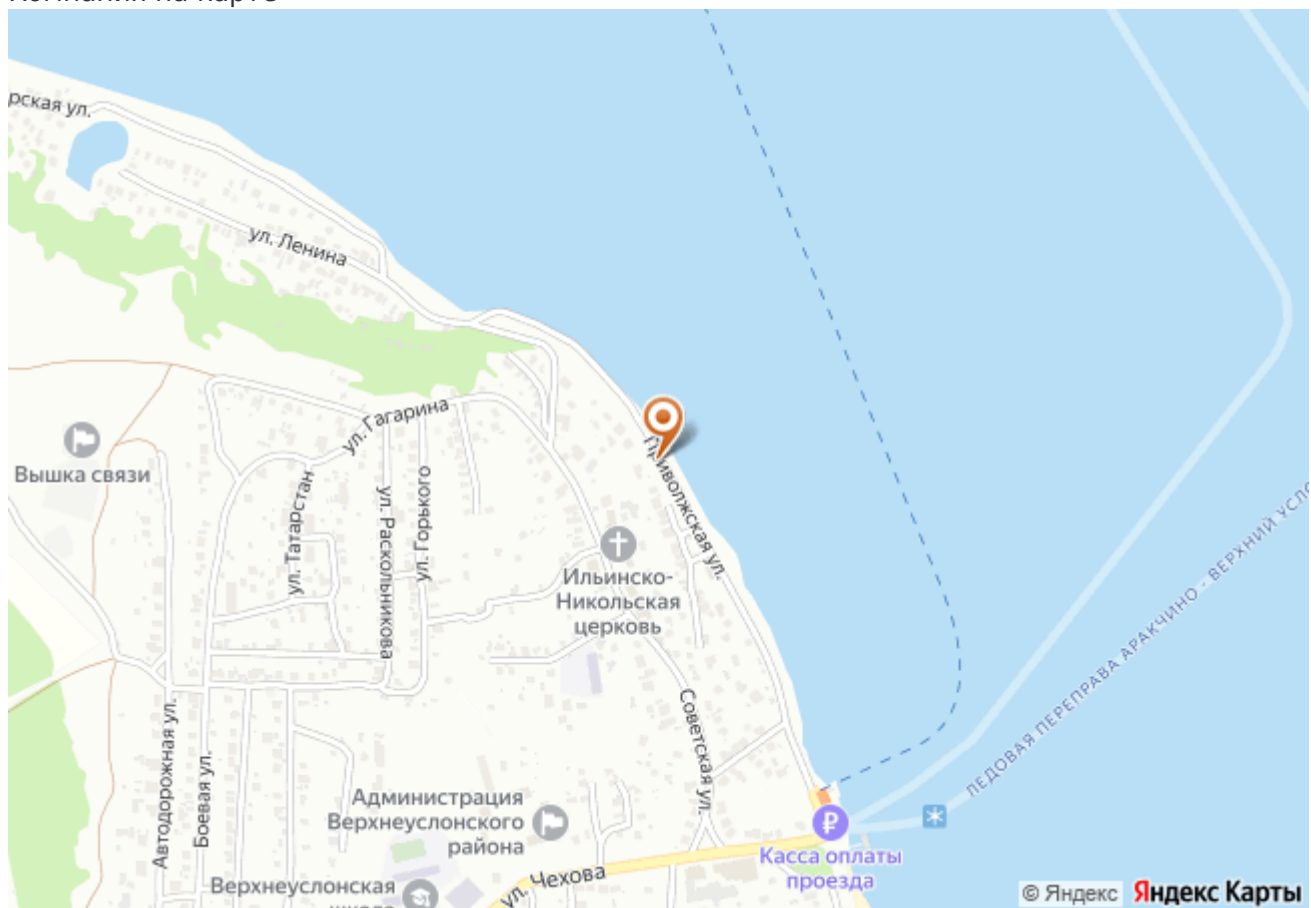 рская ул.
ул. Ленина
ул. Гагарина
Приволжская ул.
Вышка связи
ул. Татарстан
ул. Раскольникова
ул. Горького
Ильинско-
Никольская
церковь
Советская ул.
ЛЕДОВАЯ ПЕРЕПРАВА АРАКЧИНО - ВЕРХНИЙ УСЛО
Автодорожная ул.
Боевая ул.
Администрация
Верхнеуслонского
района
₽
Касса оплаты
проезда
ул. Чехова
Верхнеуслонская
© Яндекс Яндекс Карты